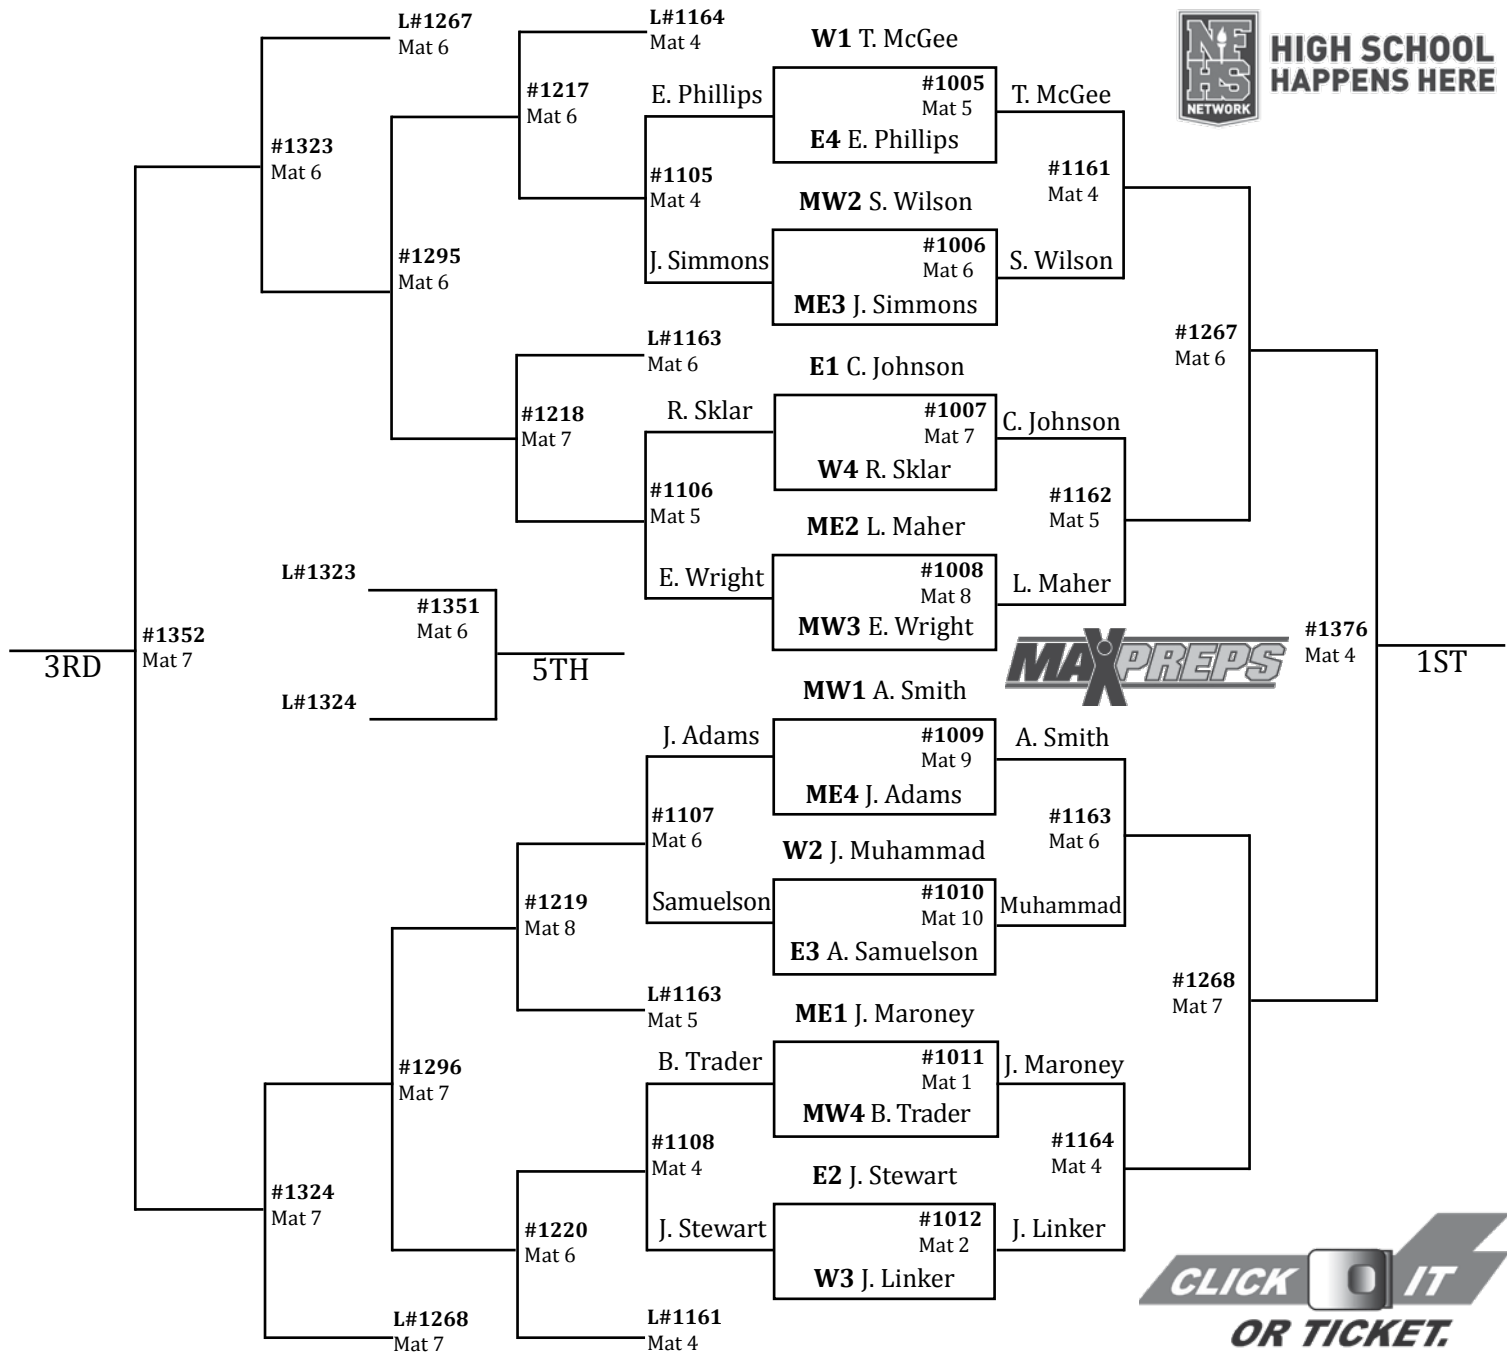 L#1267
Mat 6
L#1164
Mat 4
W1 T. McGee
NFHS
NETWORK
HIGH SCHOOL
HAPPENS HERE
#1217
Mat 6
E. Phillips
#1005
Mat 5
T. McGee
E4 E. Phillips
#1323
Mat 6
#1105
Mat 4
#1161
Mat 4
MW2 S. Wilson
#1295
Mat 6
J. Simmons
#1006
Mat 6
S. Wilson
ME3 J. Simmons
L#1163
Mat 6
#1267
Mat 6
E1 C. Johnson
#1218
Mat 7
R. Sklar
#1007
Mat 7
C. Johnson
W4 R. Sklar
#1106
Mat 5
#1162
Mat 5
ME2 L. Maher
L#1323
E. Wright
#1008
Mat 8
L. Maher
#1351
Mat 6
MW3 E. Wright
#1352
Mat 7
3RD
5TH
MAXPREPS
#1376
Mat 4
1ST
L#1324
MW1 A. Smith
J. Adams
#1009
Mat 9
A. Smith
ME4 J. Adams
#1107
Mat 6
#1163
Mat 6
W2 J. Muhammad
#1219
Mat 8
Samuelson
#1010
Mat 10
Muhammad
E3 A. Samuelson
L#1163
Mat 5
#1268
Mat 7
ME1 J. Maroney
#1296
Mat 7
B. Trader
#1011
Mat 1
J. Maroney
MW4 B. Trader
#1108
Mat 4
#1164
Mat 4
E2 J. Stewart
#1324
Mat 7
#1220
Mat 6
J. Stewart
#1012
Mat 2
J. Linker
W3 J. Linker
L#1268
Mat 7
L#1161
Mat 4
CLICK IT
OR TICKET.